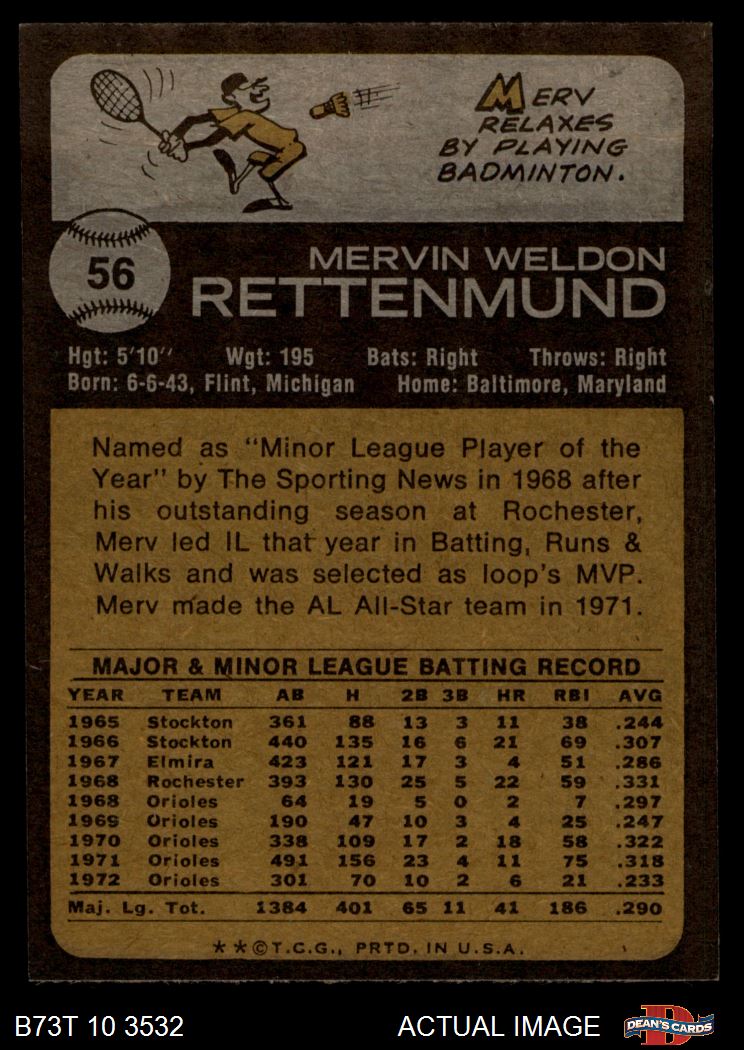 MERV
RELAXES
BY PLAYING
BADMINTON.
56
MERVIN WELDON
RETTENMUND
Hgt: 5'10'' Wgt: 195 Bats: Right Throws: Right
Born: 6-6-43, Flint, Michigan Home: Baltimore, Maryland
Named as "Minor League Player of the
Year" by The Sporting News in 1968 after
his outstanding season at Rochester,
Merv led IL that year in Batting, Runs &
Walks and was selected as loop's MVP.
Merv made the AL All-Star team in 1971.
MAJOR & MINOR LEAGUE BATTING RECORD
YEAR TEAM AB H 2B 3B HR RBI AVG
1965 Stockton 361 88 13 3 11 38 .244
1966 Stockton 440 135 16 6 21 69 .307
1967 Elmira 423 121 17 3 4 51 .286
1968 Rochester 393 130 25 5 22 59 .331
1968 Orioles 64 19 5 0 2 7 .297
1969 Orioles 190 47 10 3 4 25 .247
1970 Orioles 338 109 17 2 18 58 .322
1971 Orioles 491 156 23 4 11 75 .318
1972 Orioles 301 70 10 2 6 21 .233
Maj. Lg. Tot. 1384 401 65 11 41 186 .290
**©T.C.G., PRTD. IN U.S.A.
B73T 10 3532 ACTUAL IMAGE
D
DEAN'S CARDS